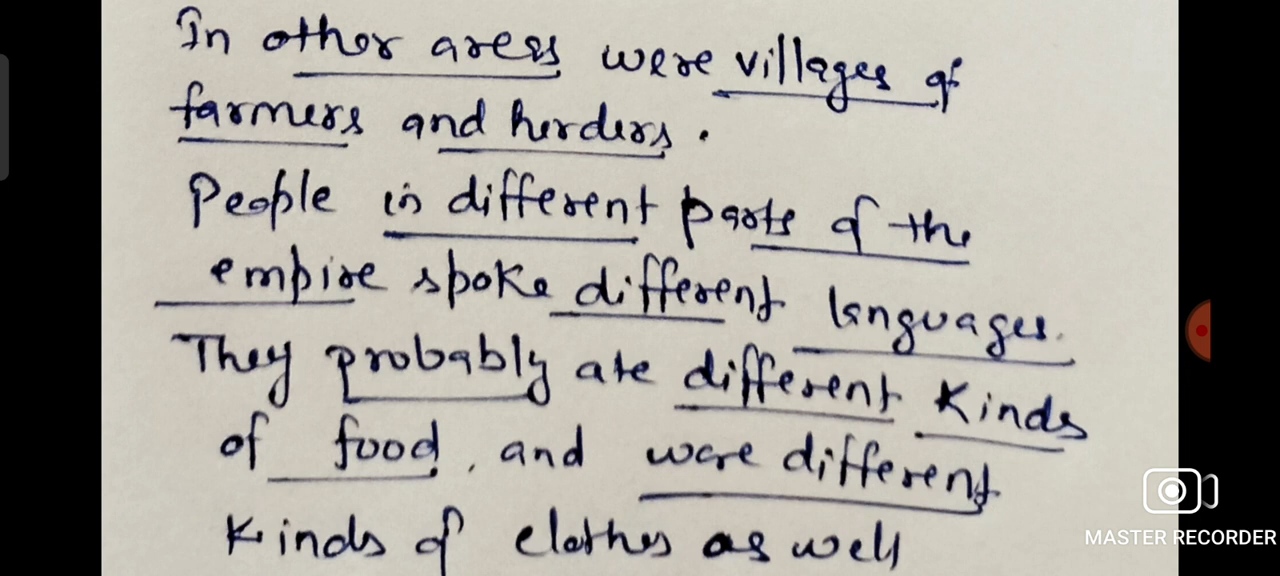 In other areas were villages of
farmers and herders.
People in different parts of the
empire spoke different languages.
They probably ate different kinds
of food, and wore different
kinds of clothes as well
MASTER RECORDER